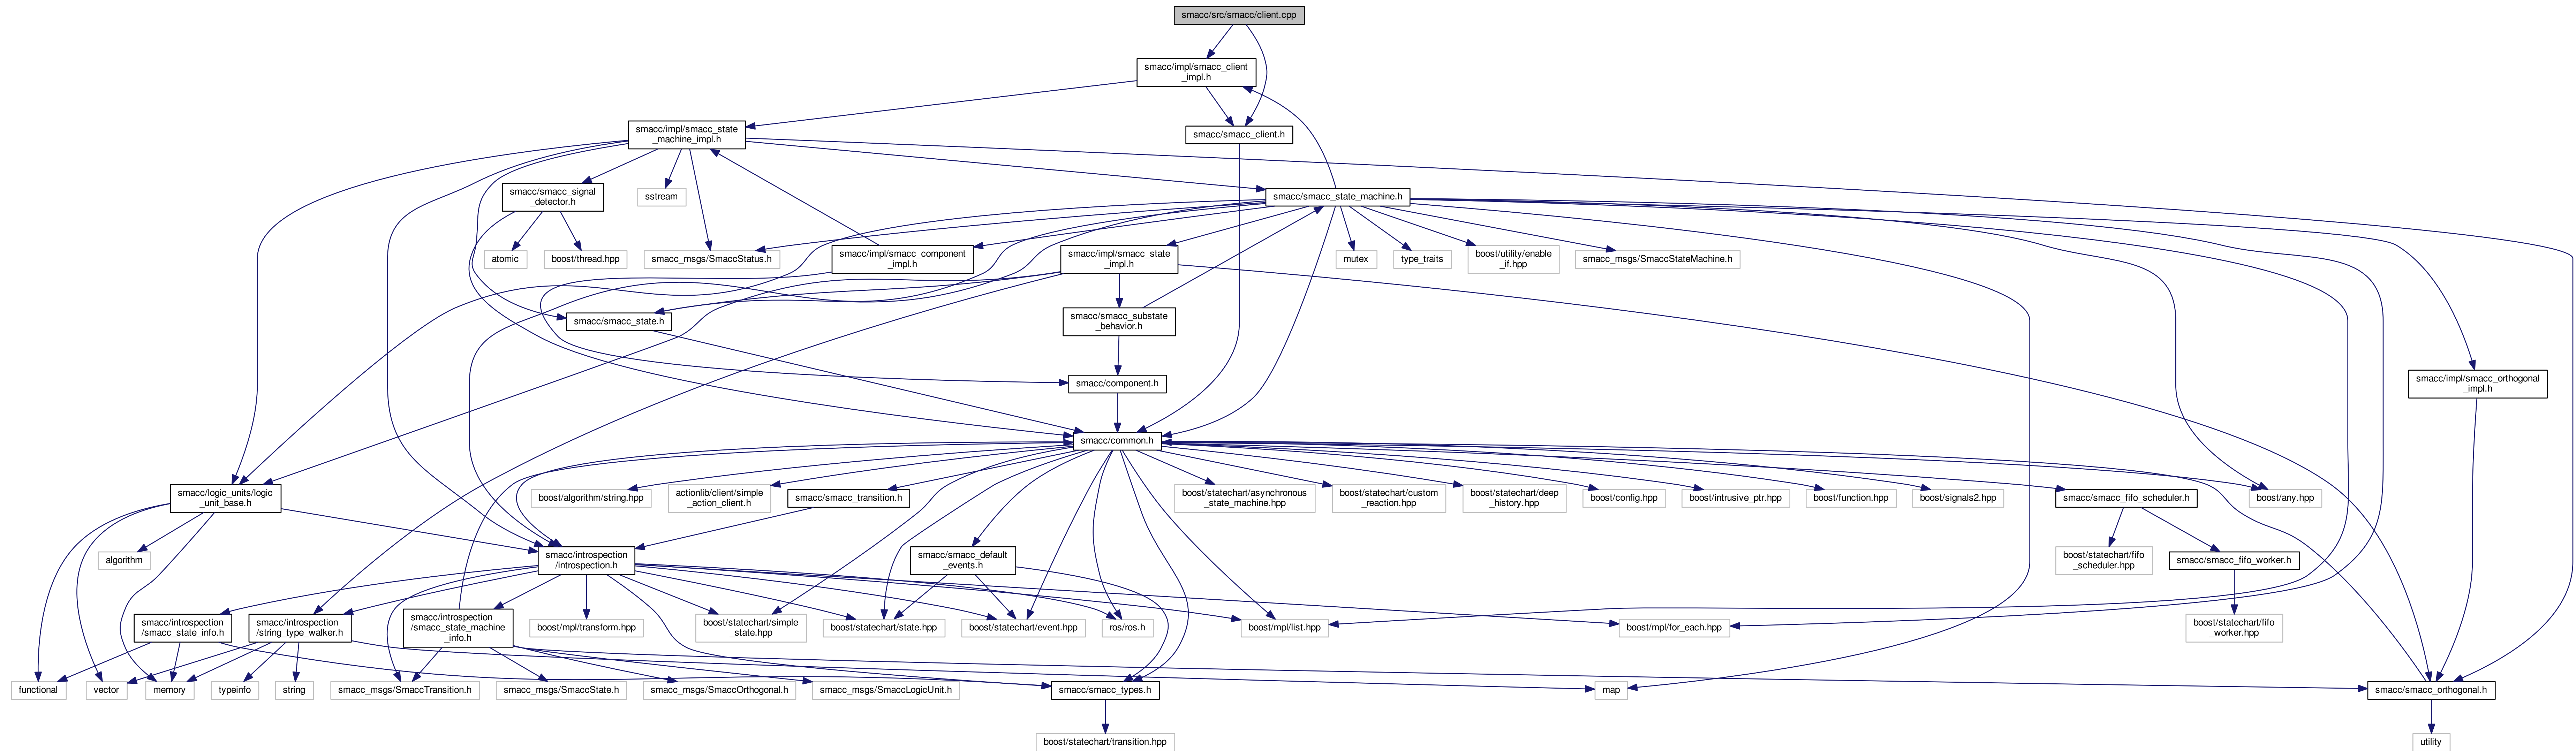 smacc/src/smacc/client.cpp
smacc/impl/smacc_client
_impl.h
smacc/impl/smacc_state
_machine_impl.h
smacc/smacc_client.h
smacc/smacc_signal
_detector.h
sstream
smacc/smacc_state_machine.h
atomic
boost/thread.hpp
smacc_msgs/SmaccStatus.h
smacc/impl/smacc_component
_impl.h
smacc/impl/smacc_state
_impl.h
mutex
type_traits
boost/utility/enable
_if.hpp
smacc_msgs/SmaccStateMachine.h
smacc/smacc_state.h
smacc/smacc_substate
_behavior.h
smacc/component.h
smacc/impl/smacc_orthogonal
_impl.h
smacc/common.h
smacc/logic_units/logic
_unit_base.h
boost/algorithm/string.hpp
actionlib/client/simple
_action_client.h
smacc/smacc_transition.h
boost/statechart/asynchronous
_state_machine.hpp
boost/statechart/custom
_reaction.hpp
boost/statechart/deep
_history.hpp
boost/config.hpp
boost/intrusive_ptr.hpp
boost/function.hpp
boost/signals2.hpp
smacc/smacc_fifo_scheduler.h
boost/any.hpp
algorithm
smacc/introspection
/introspection.h
smacc/smacc_default
_events.h
boost/statechart/fifo
_scheduler.hpp
smacc/smacc_fifo_worker.h
smacc/introspection
/smacc_state_info.h
smacc/introspection
/string_type_walker.h
smacc/introspection
/smacc_state_machine
_info.h
boost/mpl/transform.hpp
boost/statechart/simple
_state.hpp
boost/statechart/state.hpp
boost/statechart/event.hpp
ros/ros.h
boost/mpl/list.hpp
boost/mpl/for_each.hpp
boost/statechart/fifo
_worker.hpp
functional
vector
memory
typeinfo
string
smacc_msgs/SmaccTransition.h
smacc_msgs/SmaccState.h
smacc_msgs/SmaccOrthogonal.h
smacc_msgs/SmaccLogicUnit.h
smacc/smacc_types.h
map
smacc/smacc_orthogonal.h
boost/statechart/transition.hpp
utility